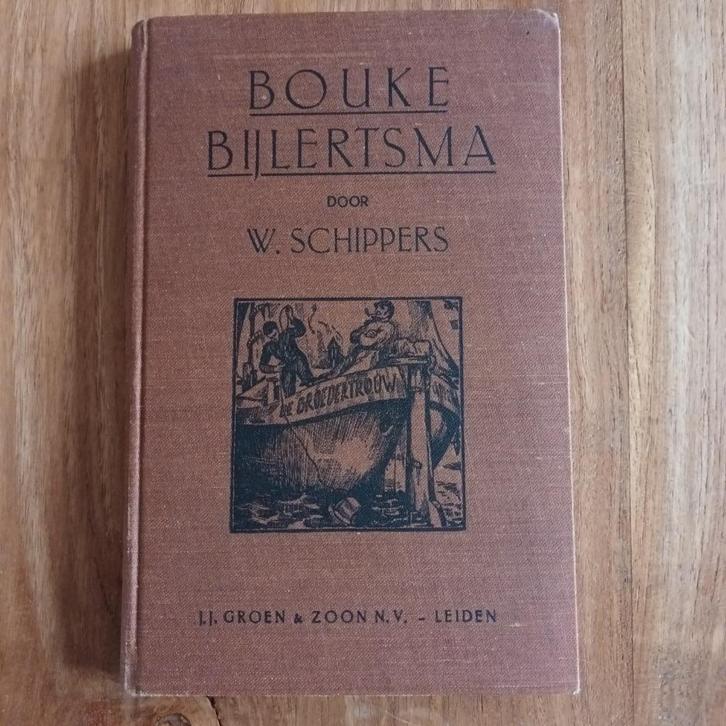 BOUKE
BIJLERTSMA
DOOR
W. SCHIPPERS
DE BROEDERTROUW
J.J. GROEN & ZOON N.V. - LEIDEN